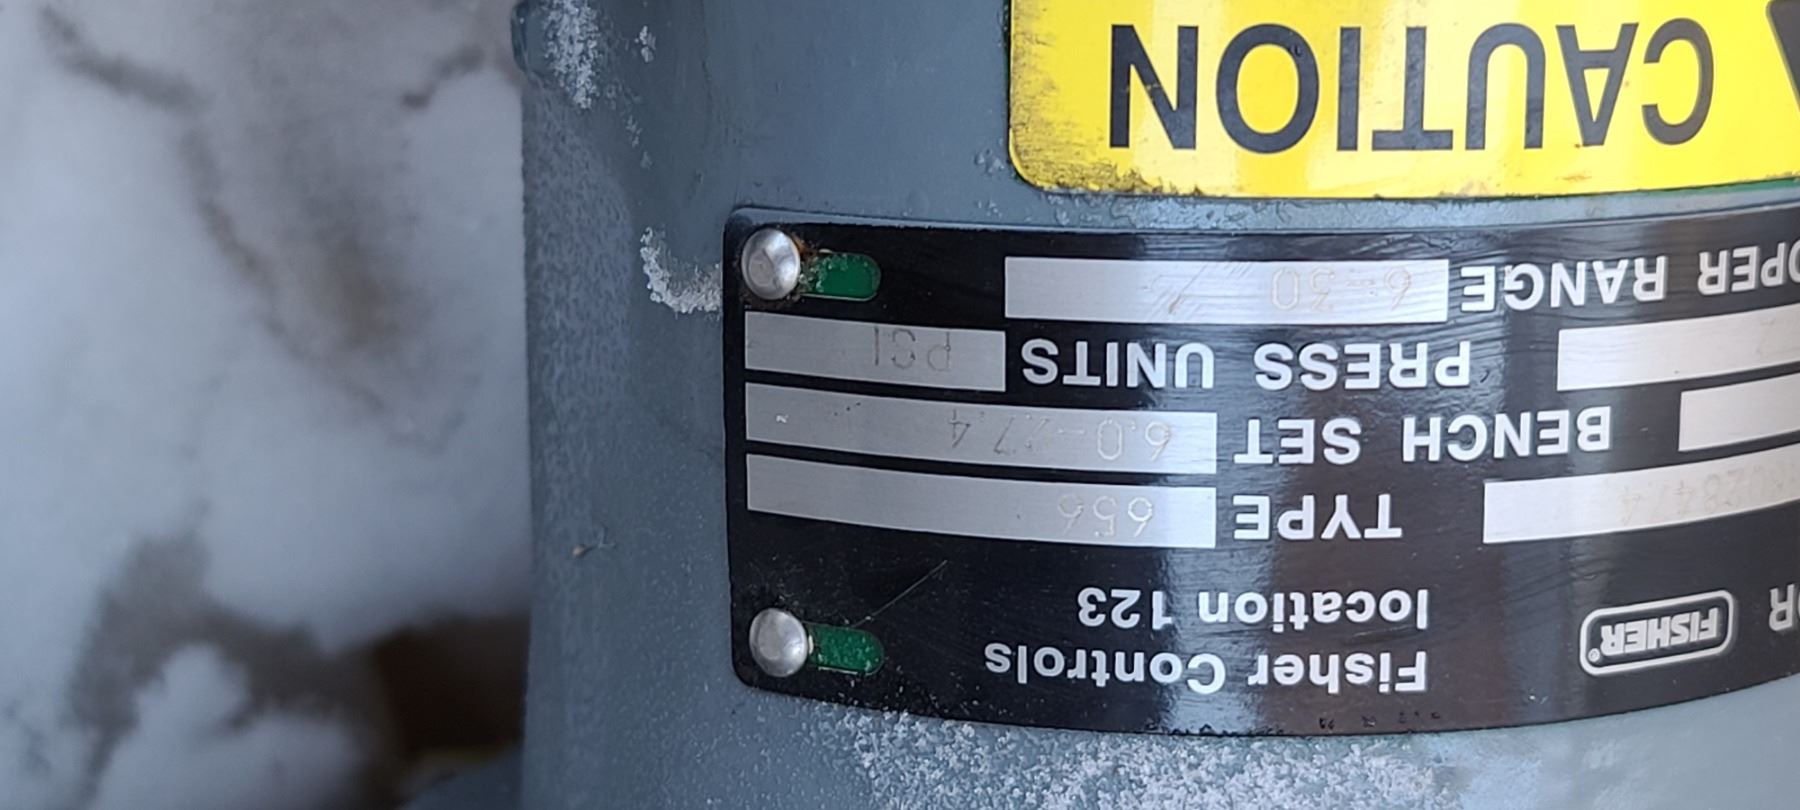 FISHER®
Fisher Controls
location 123
TYPE 656
BENCH SET 6.0-27.4
PRESS UNITS PSI
OPER RANGE 6-30
CAUTION